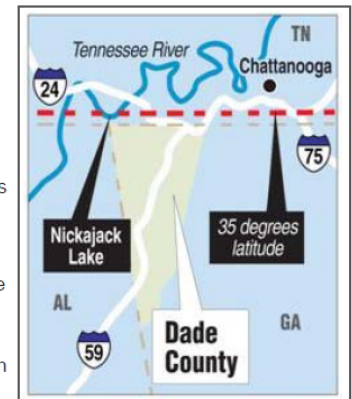 TN
Tennessee River
Chattanooga
24
75
s
Nickajack
Lake
35 degrees
latitude
e
AL
Dade
County
GA
59
n